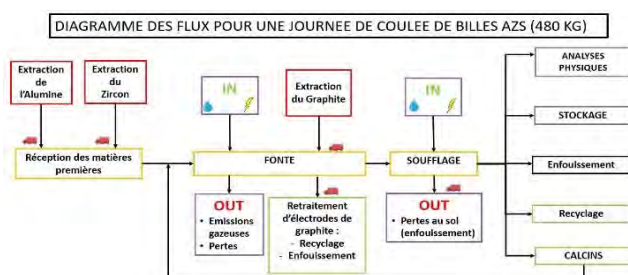 DIAGRAMME DES FLUX POUR UNE JOURNEE DE COULEE DE BILLES AZS (480 KG)
Extraction
de
l'Alumine
Extraction
du
Zircon
IN
Extraction
du Graphite
IN
ANALYSES
PHYSIQUES
STOCKAGE
Réception des matières
premières
FONTE
SOUFFLAGE
Enfouissement
OUT
• Emissions
gazeuses
• Pertes
Retraitement
d'électrodes de
graphite :
- Recyclage
- Enfouissement
OUT
• Pertes au sol
(enfouissement)
Recyclage
CALCINS